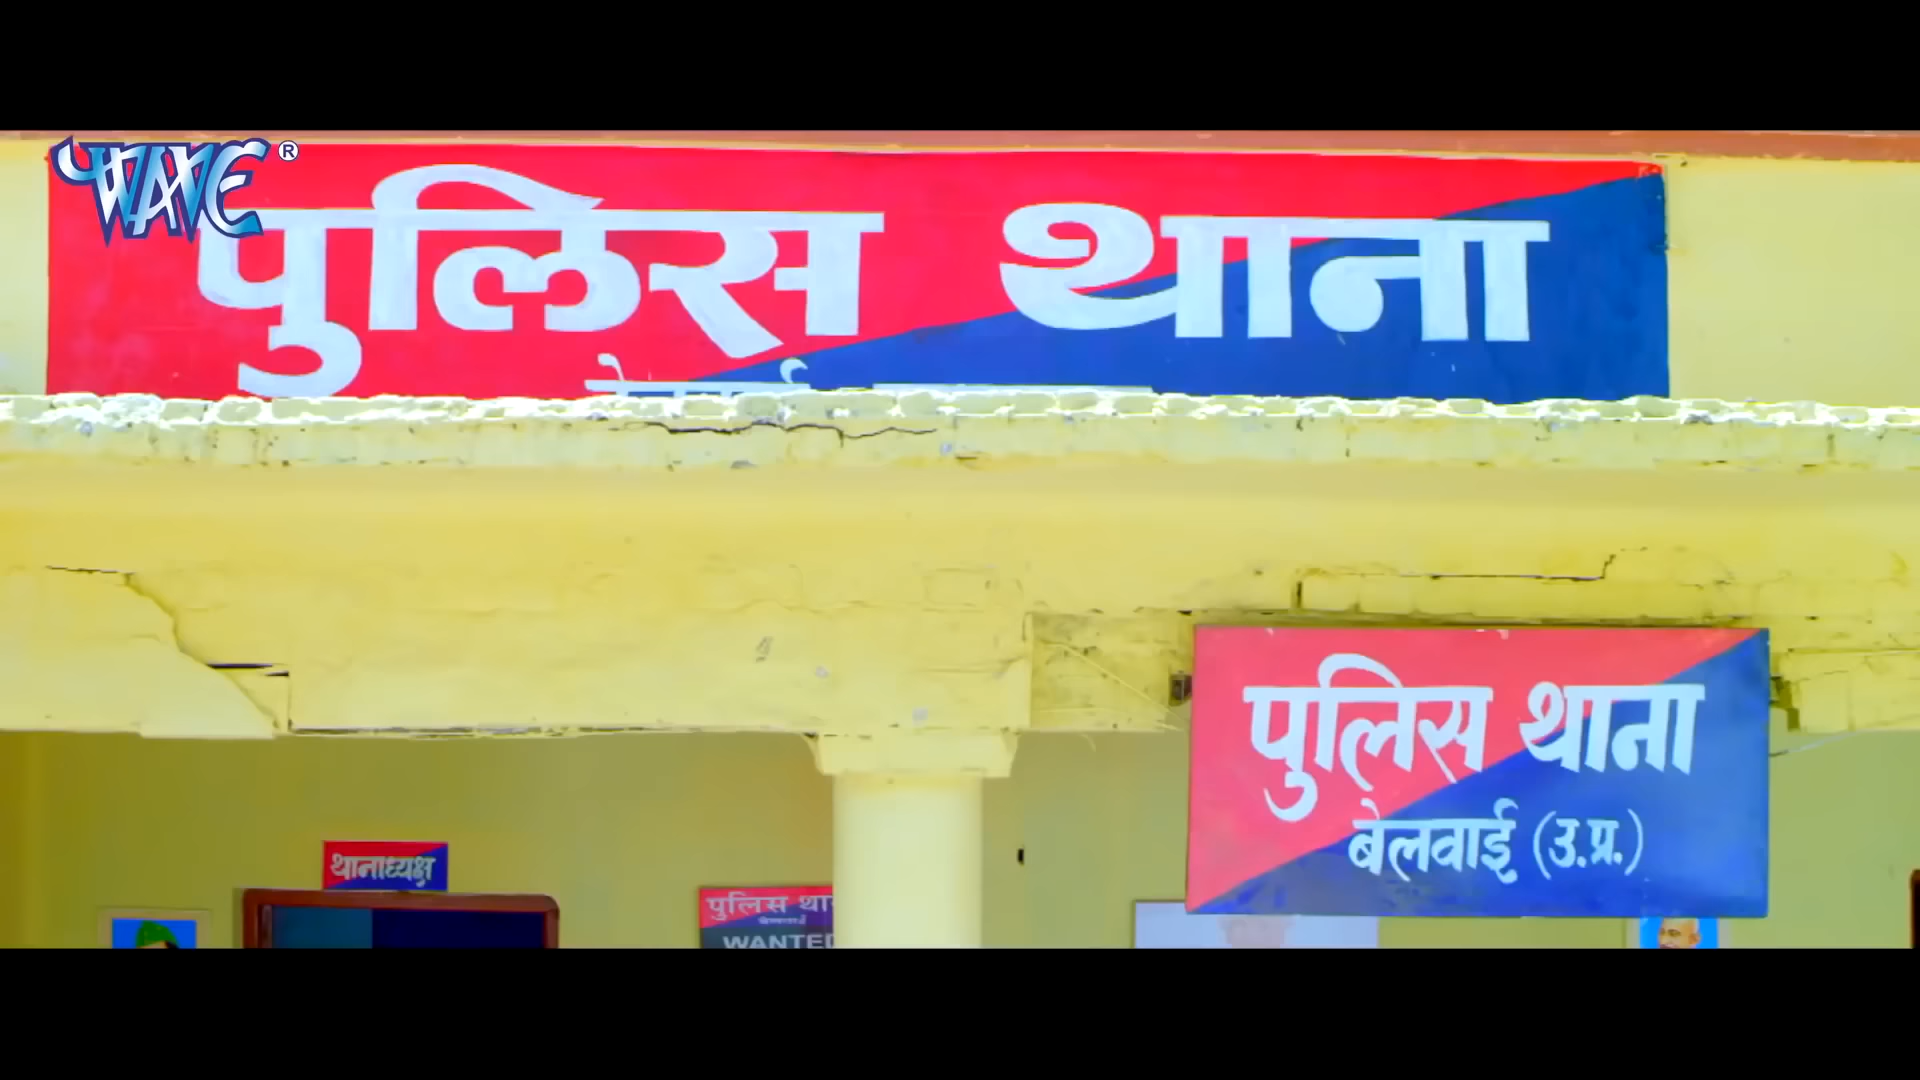 WAVE®
पुलिस थाना
पुलिस थाना
बेलवाई (उ.प्र.)
थानाध्यक्ष
पुलिस
WANTED